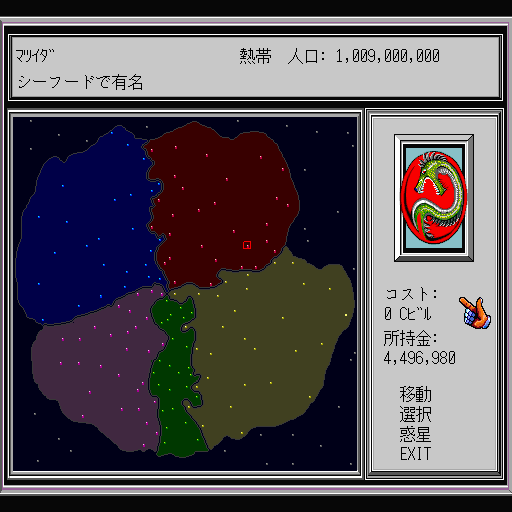 ﾏﾂｲﾀﾞ 熱帯 人口: 1,009,000,000
シーフードで有名
コスト:
0 Cﾋﾞﾙ
所持金:
4,496,980
移動
選択
惑星
EXIT